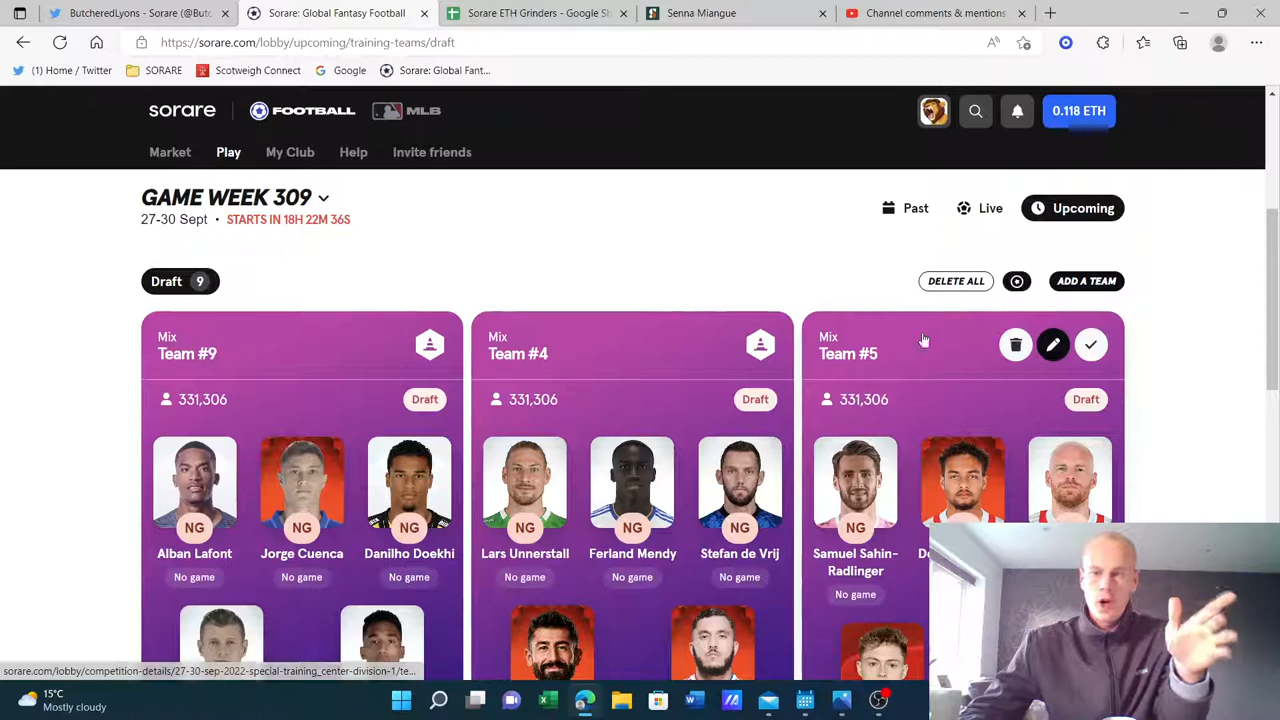 ButcheredLyons - Sorare (@Butc
Sorare: Global Fantasy Football
Sorare ETH Grinders - Google Sh
Senna Miangue
Channel comments & mentions
https://sorare.com/lobby/upcoming/training-teams/draft
(1) Home / Twitter
SORARE
Scotweigh Connect
Google
Sorare: Global Fant...
sorare
FOOTBALL
MLB
0.118 ETH
Market
Play
My Club
Help
Invite friends
GAME WEEK 309
27-30 Sept • STARTS IN 18H 22M 36S
Past
Live
Upcoming
Draft 9
DELETE ALL
ADD A TEAM
Mix
Team #9
331,306
Draft
NG
NG
NG
Alban Lafont
Jorge Cuenca
Danilho Doekhi
No game
No game
No game
Mix
Team #4
331,306
Draft
NG
NG
NG
Lars Unnerstall
Ferland Mendy
Stefan de Vrij
No game
No game
No game
Mix
Team #5
331,306
Draft
NG
Samuel Sahin-
Radlinger
No game
sorare.com/lobby/competition-details/27-30-sep-2022-special-training_center-division-1/te...
15°C
Mostly cloudy